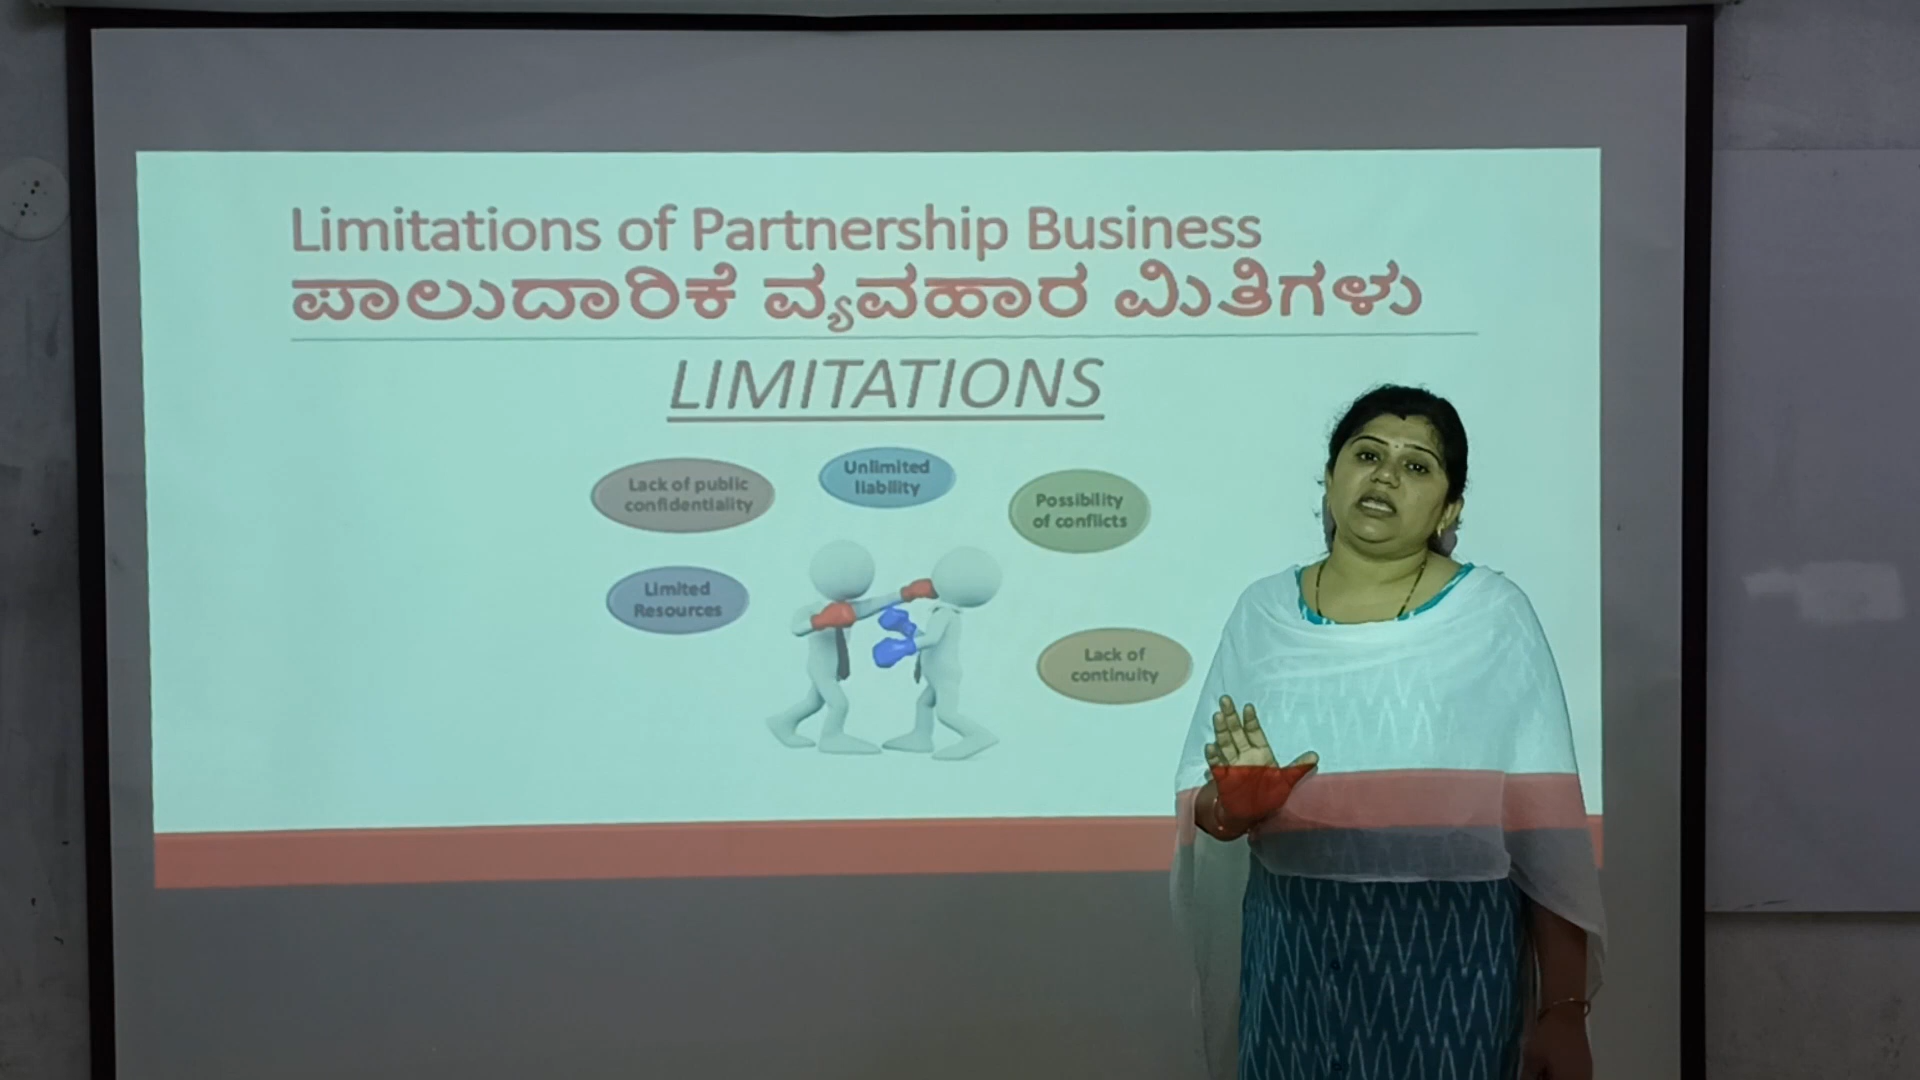 Limitations of Partnership Business
ಪಾಲುದಾರಿಕೆ ವ್ಯವಹಾರ ಮಿತಿಗಳು
LIMITATIONS
Lack of public
confidentiality
Unlimited
liability
Possibility
of conflicts
Limited
Resources
Lack of
continuity